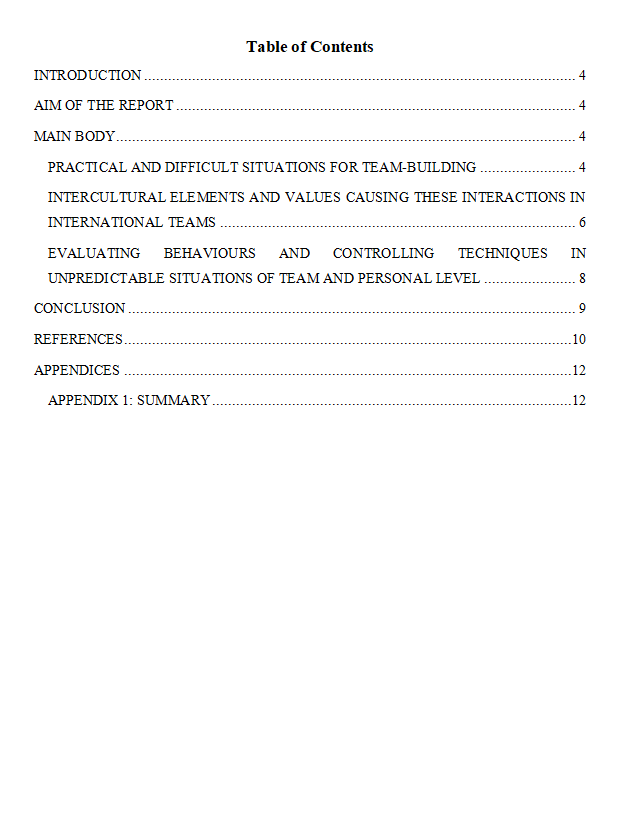 Table of Contents
INTRODUCTION ............................................................................................................ 4
AIM OF THE REPORT .................................................................................................... 4
MAIN BODY................................................................................................................... 4
PRACTICAL AND DIFFICULT SITUATIONS FOR TEAM-BUILDING ........................ 4
INTERCULTURAL ELEMENTS AND VALUES CAUSING THESE INTERACTIONS IN
INTERNATIONAL TEAMS ......................................................................................... 6
EVALUATING BEHAVIOURS AND CONTROLLING TECHNIQUES IN
UNPREDICTABLE SITUATIONS OF TEAM AND PERSONAL LEVEL ....................... 8
CONCLUSION ................................................................................................................ 9
REFERENCES................................................................................................................10
APPENDICES ................................................................................................................12
APPENDIX 1: SUMMARY..........................................................................................12